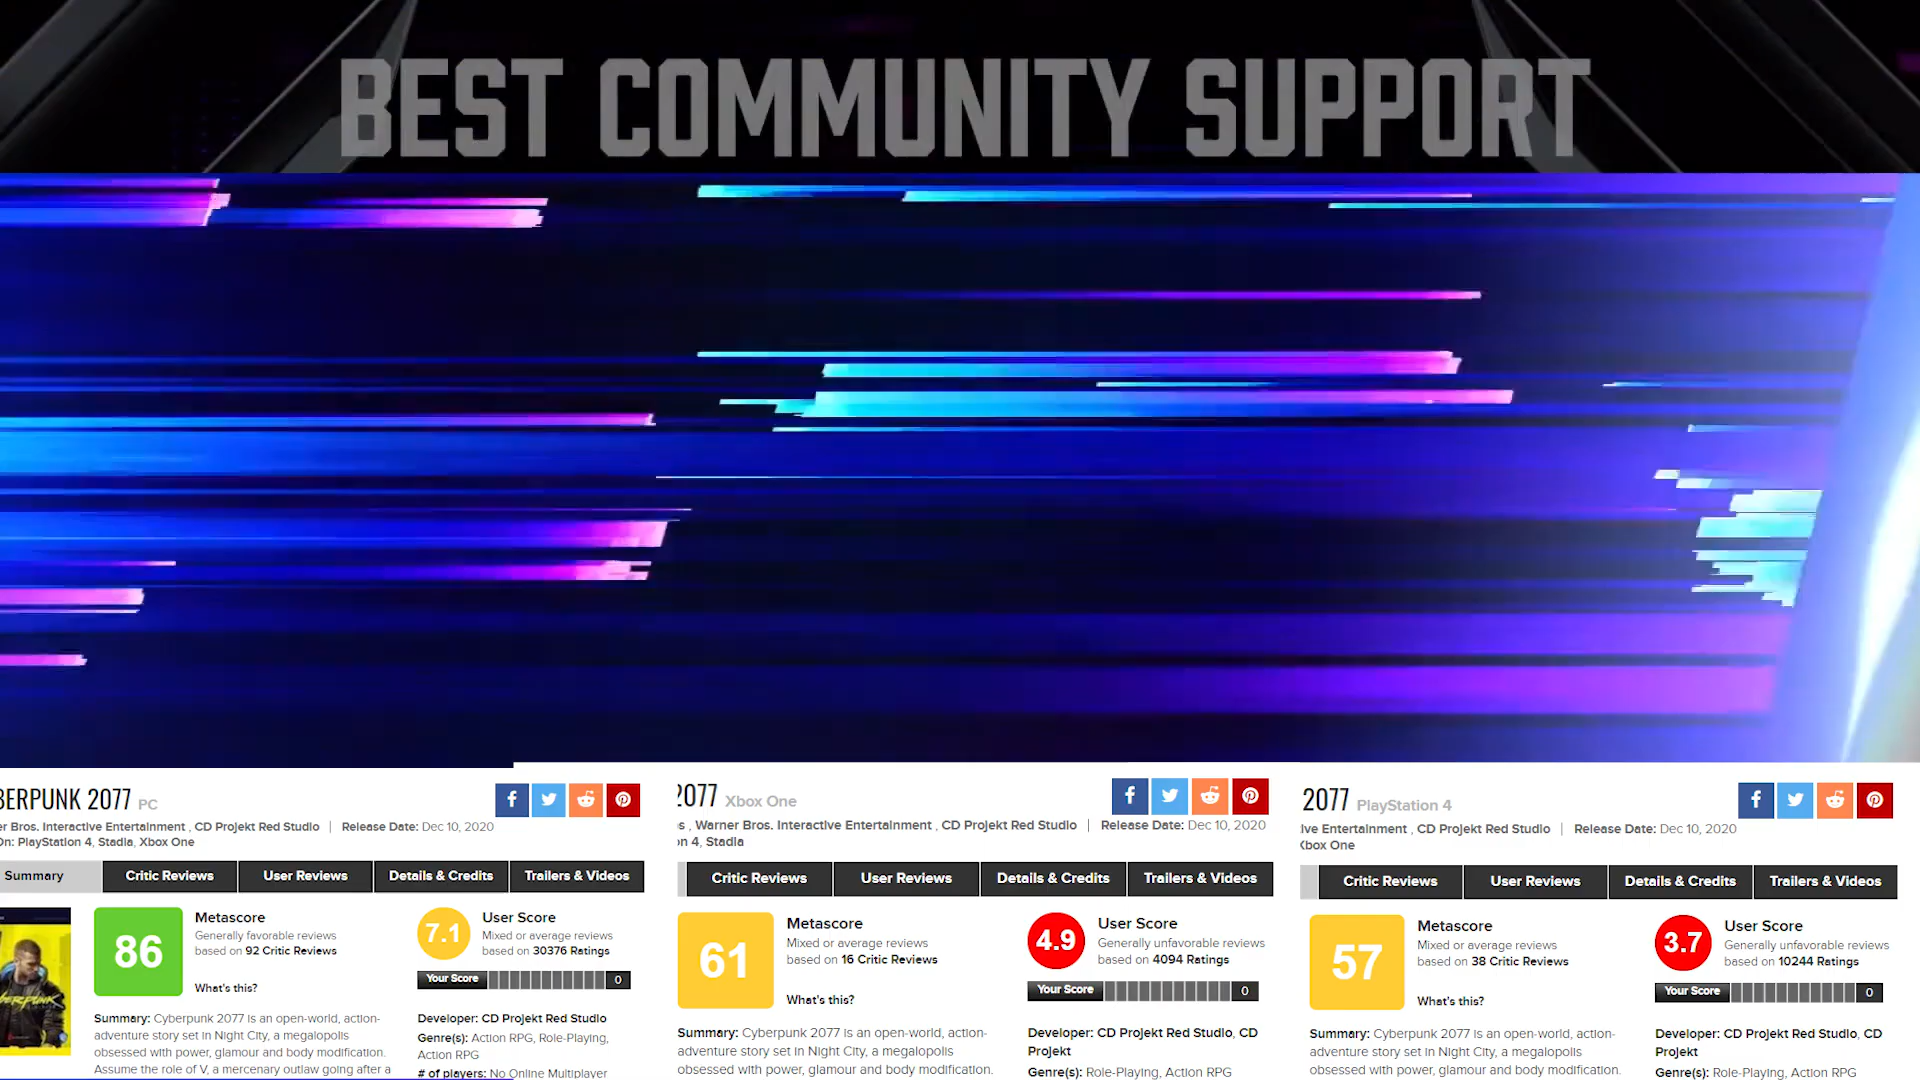 BEST COMMUNITY SUPPORT
BERPUNK 2077 PC
er Bros. Interactive Entertainment , CD Projekt Red Studio | Release Date: Dec 10, 2020
On: PlayStation 4, Stadia, Xbox One
Summary Critic Reviews User Reviews Details & Credits Trailers & Videos
86
Metascore
Generally favorable reviews
based on 92 Critic Reviews
What's this?
7.1
User Score
Mixed or average reviews
based on 30376 Ratings
Your Score 0
Summary: Cyberpunk 2077 is an open-world, action-
adventure story set in Night City, a megalopolis
obsessed with power, glamour and body modification.
Assume the role of V, a mercenary outlaw going after a
Developer: CD Projekt Red Studio
Genre(s): Action RPG, Role-Playing,
Action RPG
# of players: No Online Multiplayer
2077 Xbox One
s , Warner Bros. Interactive Entertainment , CD Projekt Red Studio | Release Date: Dec 10, 2020
on 4, Stadia
Critic Reviews User Reviews Details & Credits Trailers & Videos
61
Metascore
Mixed or average reviews
based on 16 Critic Reviews
What's this?
4.9
User Score
Generally unfavorable reviews
based on 4094 Ratings
Your Score 0
Summary: Cyberpunk 2077 is an open-world, action-
adventure story set in Night City, a megalopolis
obsessed with power, glamour and body modification.
Developer: CD Projekt Red Studio, CD
Projekt
Genre(s): Role-Playing, Action RPG
2077 PlayStation 4
ive Entertainment , CD Projekt Red Studio | Release Date: Dec 10, 2020
Xbox One
Critic Reviews User Reviews Details & Credits Trailers & Videos
57
Metascore
Mixed or average reviews
based on 38 Critic Reviews
What's this?
3.7
User Score
Generally unfavorable reviews
based on 10244 Ratings
Your Score 0
Summary: Cyberpunk 2077 is an open-world, action-
adventure story set in Night City, a megalopolis
obsessed with power, glamour and body modification.
Developer: CD Projekt Red Studio, CD
Projekt
Genre(s): Role-Playing, Action RPG